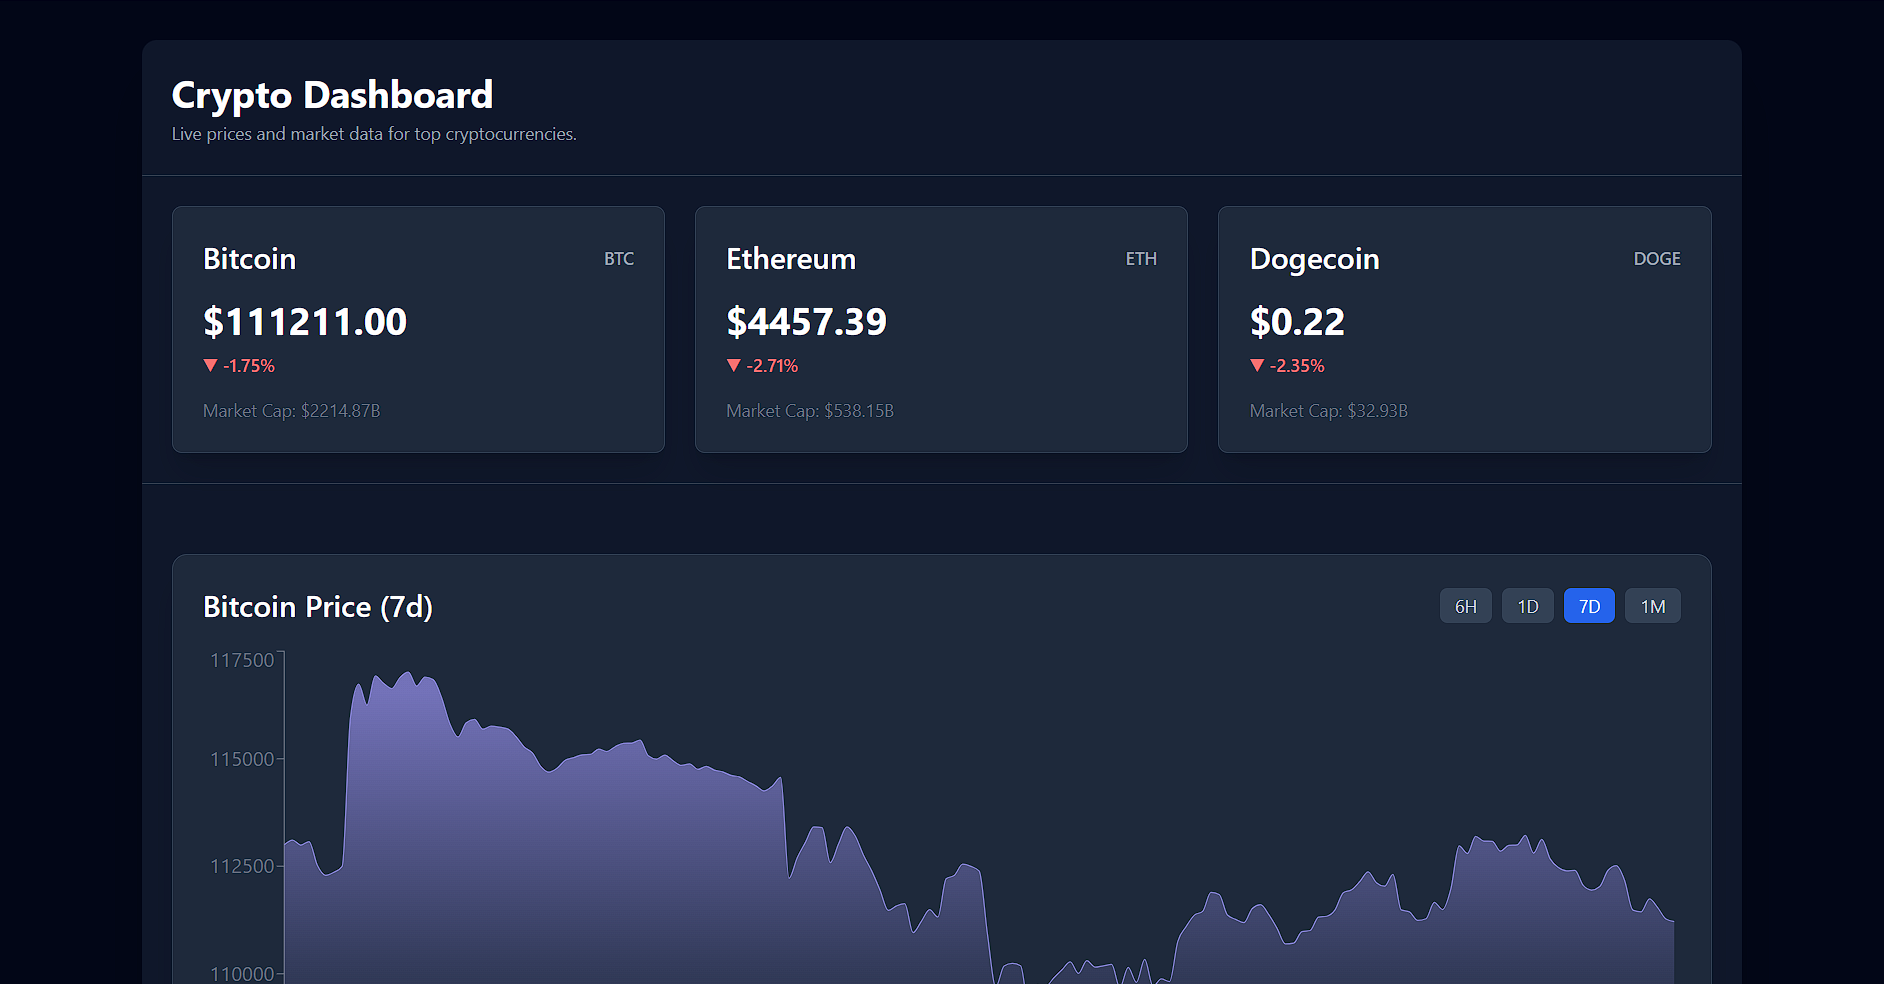 Crypto Dashboard
Live prices and market data for top cryptocurrencies.
Bitcoin BTC
$111211.00
▼ -1.75%
Market Cap: $2214.87B
Ethereum ETH
$4457.39
▼ -2.71%
Market Cap: $538.15B
Dogecoin DOGE
$0.22
▼ -2.35%
Market Cap: $32.93B
Bitcoin Price (7d)
6H 1D 7D 1M
117500
115000
112500
110000